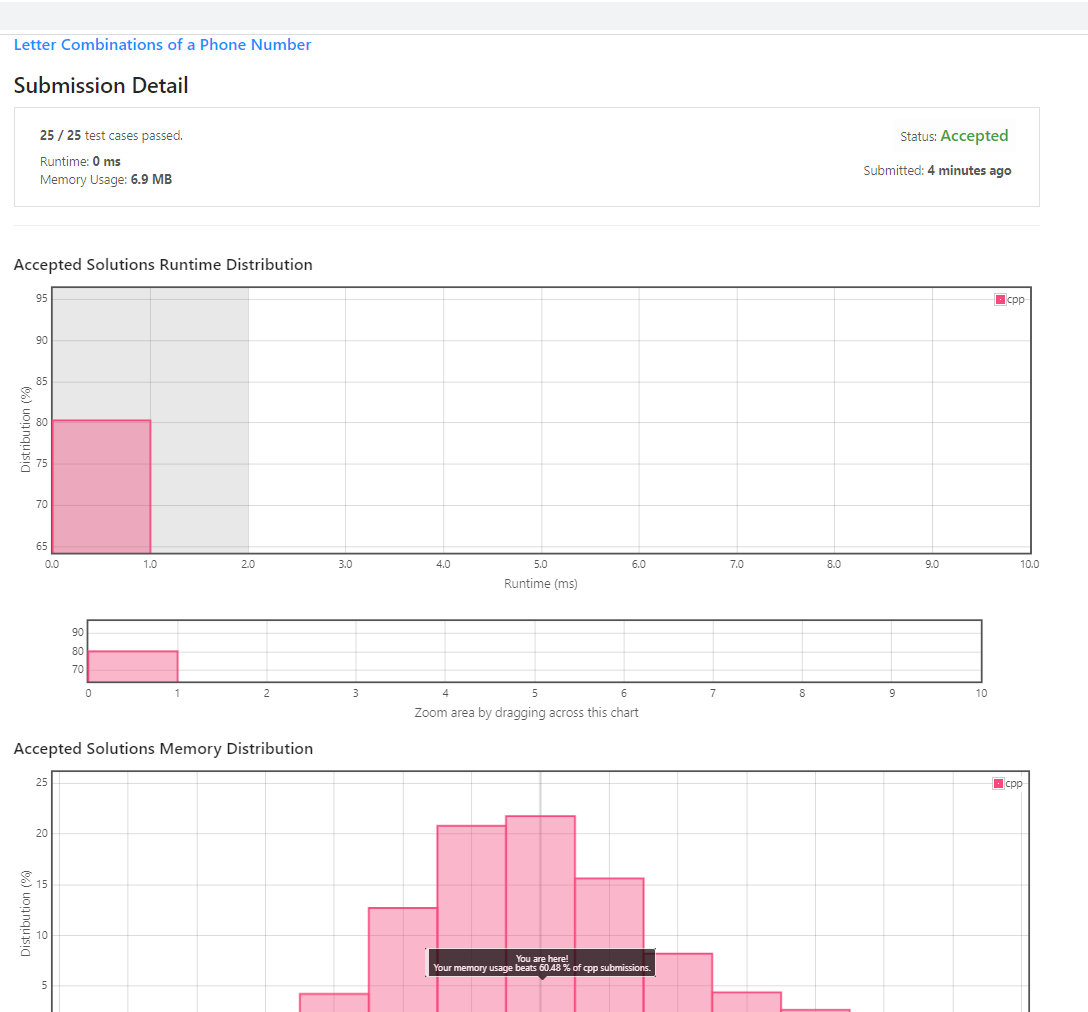 Letter Combinations of a Phone Number
Submission Detail
25 / 25 test cases passed.
Status: Accepted
Runtime: 0 ms
Memory Usage: 6.9 MB
Submitted: 4 minutes ago
Accepted Solutions Runtime Distribution
cpp
95
90
85
80
75
70
65
Distribution (%)
0.0 1.0 2.0 3.0 4.0 5.0 6.0 7.0 8.0 9.0 10.0
Runtime (ms)
90
80
70
0 1 2 3 4 5 6 7 8 9 10
Zoom area by dragging across this chart
Accepted Solutions Memory Distribution
cpp
25
20
15
10
5
Distribution (%)
You are here!
Your memory usage beats 60.48 % of cpp submissions.